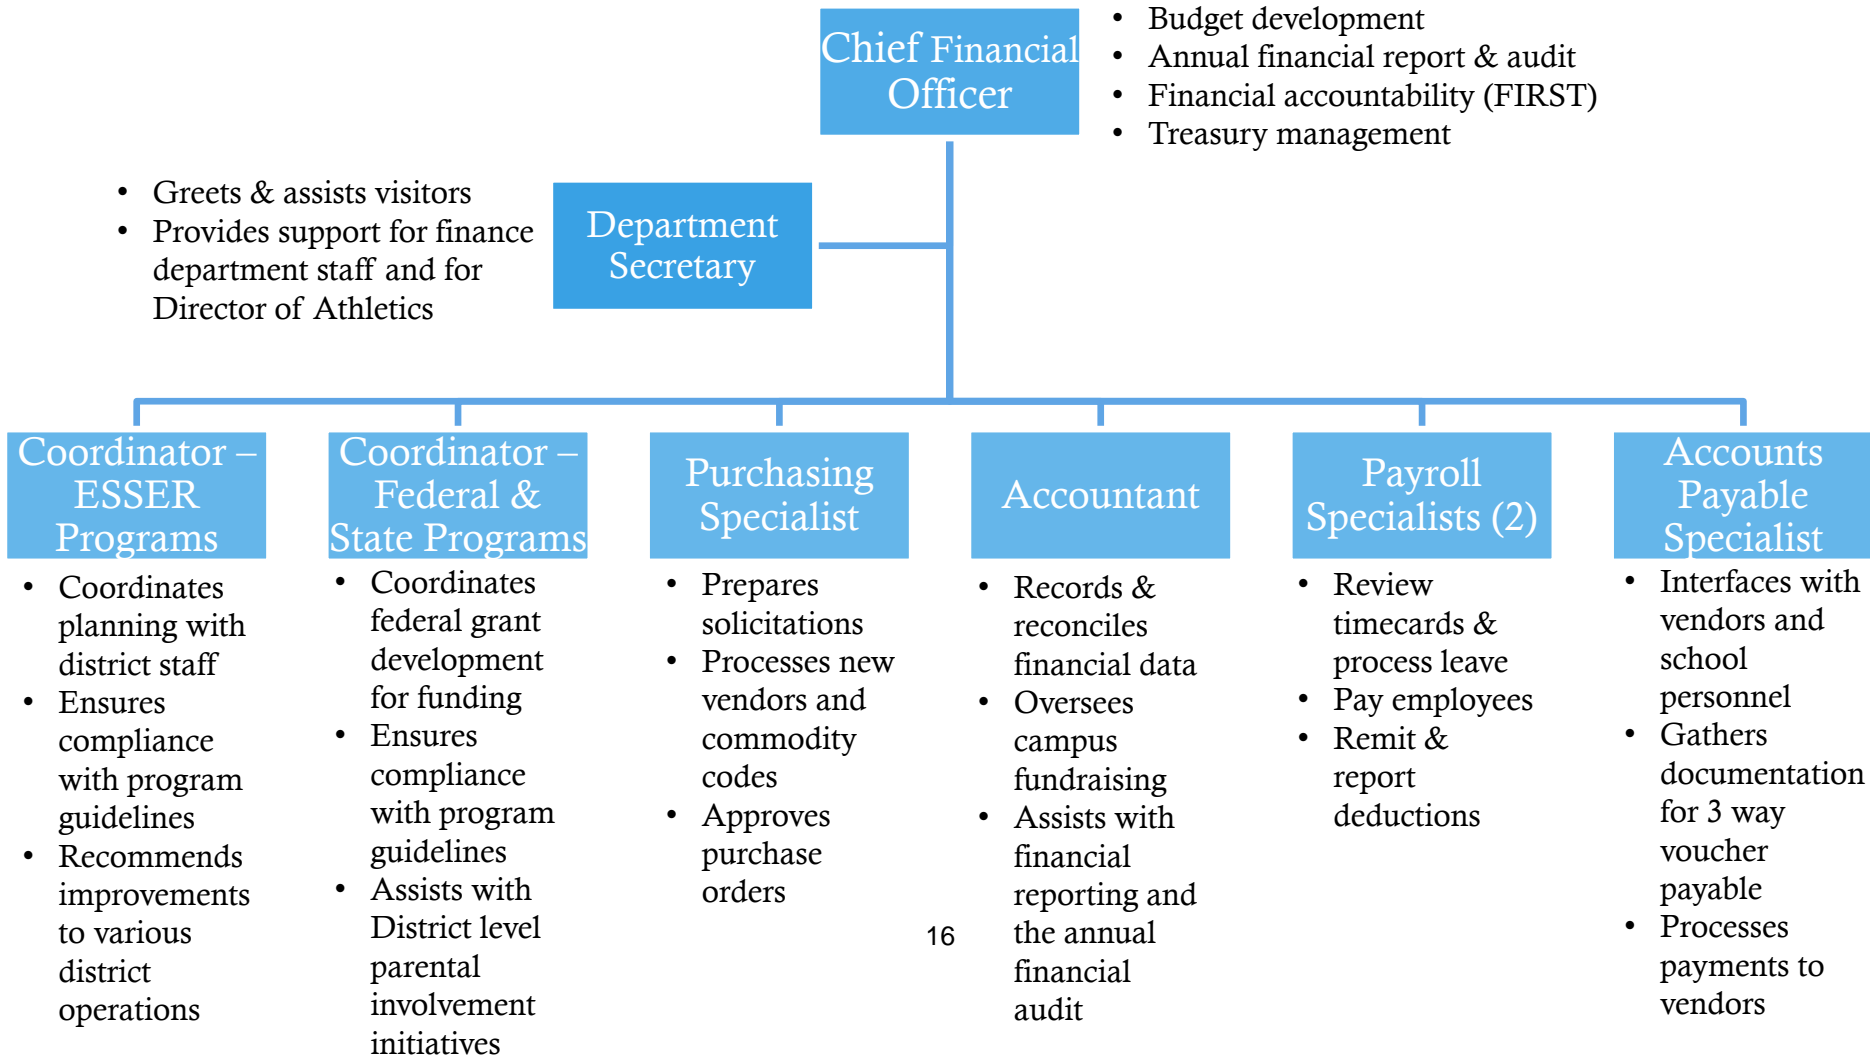 Chief Financial
Officer
• Budget development
• Annual financial report & audit
• Financial accountability (FIRST)
• Treasury management
• Greets & assists visitors
• Provides support for finance
department staff and for
Director of Athletics
Department
Secretary
Coordinator –
ESSER
Programs
• Coordinates
planning with
district staff
• Ensures
compliance
with program
guidelines
• Recommends
improvements
to various
district
operations
Coordinator –
Federal &
State Programs
• Coordinates
federal grant
development
for funding
• Ensures
compliance
with program
guidelines
• Assists with
District level
parental
involvement
initiatives
Purchasing
Specialist
• Prepares
solicitations
• Processes new
vendors and
commodity
codes
• Approves
purchase
orders
Accountant
• Records &
reconciles
financial data
• Oversees
campus
fundraising
• Assists with
financial
reporting and
the annual
financial
audit
Payroll
Specialists (2)
• Review
timecards &
process leave
• Pay employees
• Remit &
report
deductions
Accounts
Payable
Specialist
• Interfaces with
vendors and
school
personnel
• Gathers
documentation
for 3 way
voucher
payable
• Processes
payments to
vendors
16